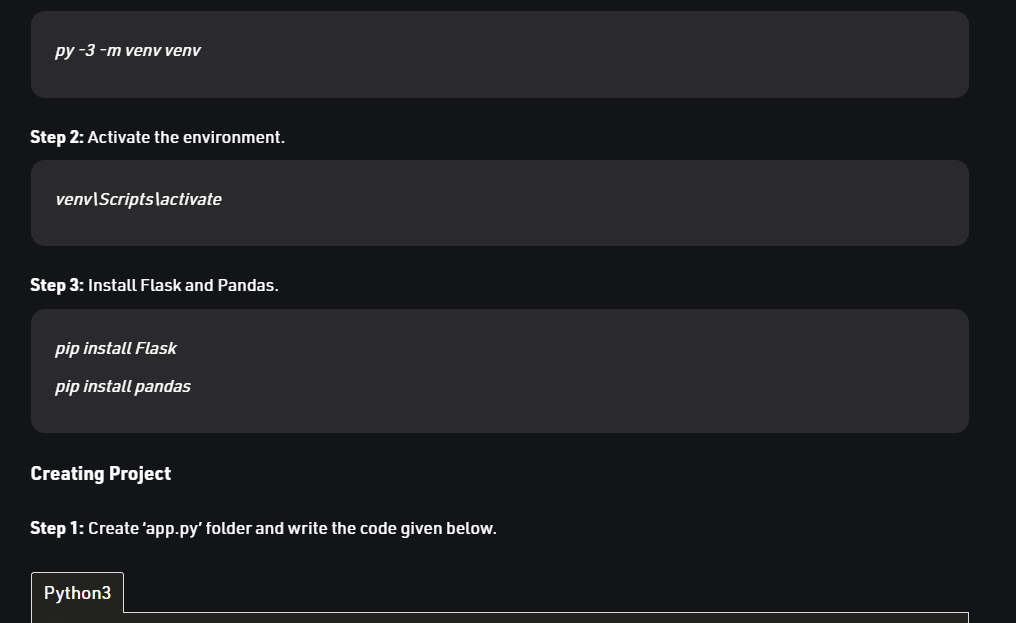 py -3 -m venv venv
Step 2: Activate the environment.
venv\Scripts\activate
Step 3: Install Flask and Pandas.
pip install Flask
pip install pandas
Creating Project
Step 1: Create ‘app.py’ folder and write the code given below.
Python3